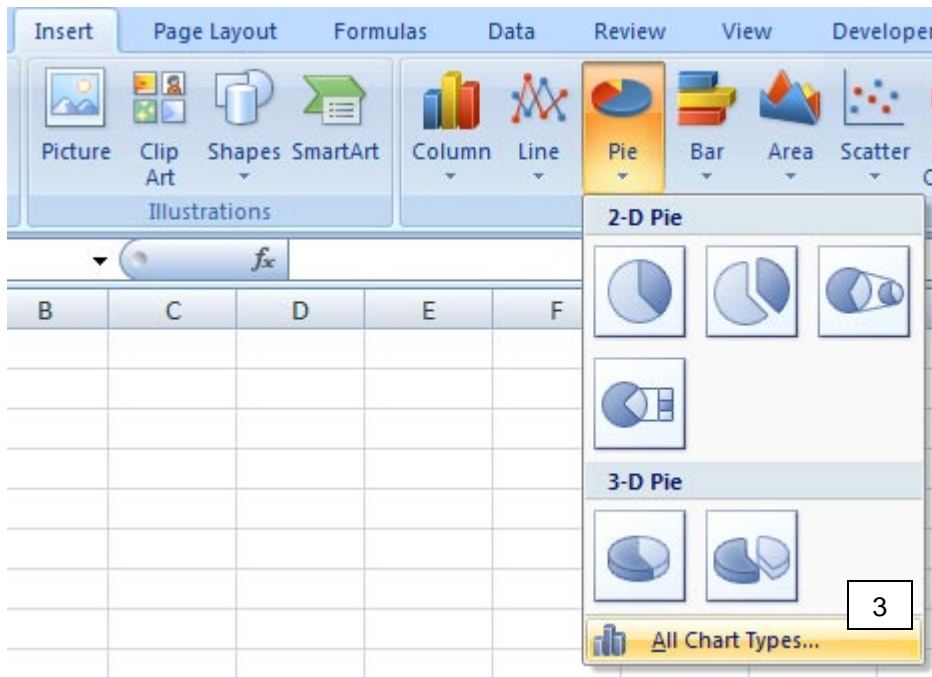 Insert Page Layout Formulas Data Review View Developer
Picture Clip Art Shapes SmartArt Column Line Pie Bar Area Scatter
Illustrations
2-D Pie
fx
B C D E F
3-D Pie
3
All Chart Types...